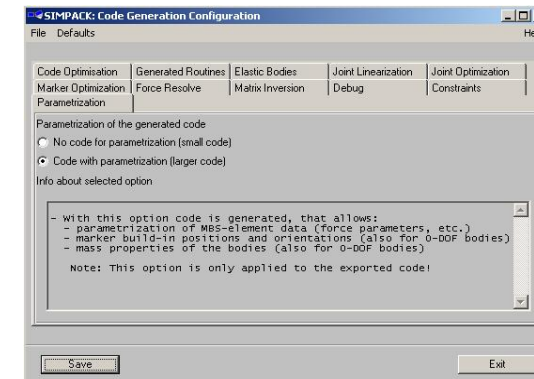 SIMPACK: Code Generation Configuration
File Defaults He
Code Optimisation Generated Routines Elastic Bodies Joint Linearization Joint Optimization
Marker Optimization Force Resolve Matrix Inversion Debug Constraints
Parametrization
Parametrization of the generated code
No code for parametrization (small code)
Code with parametrization (larger code)
Info about selected option
- With this option code is generated, that allows:
- parametrization of MBS-element data (force parameters, etc.)
- marker build-in positions and orientations (also for 0-DOF bodies)
- mass properties of the bodies (also for 0-DOF bodies)
Note: This option is only applied to the exported code!
Save Exit